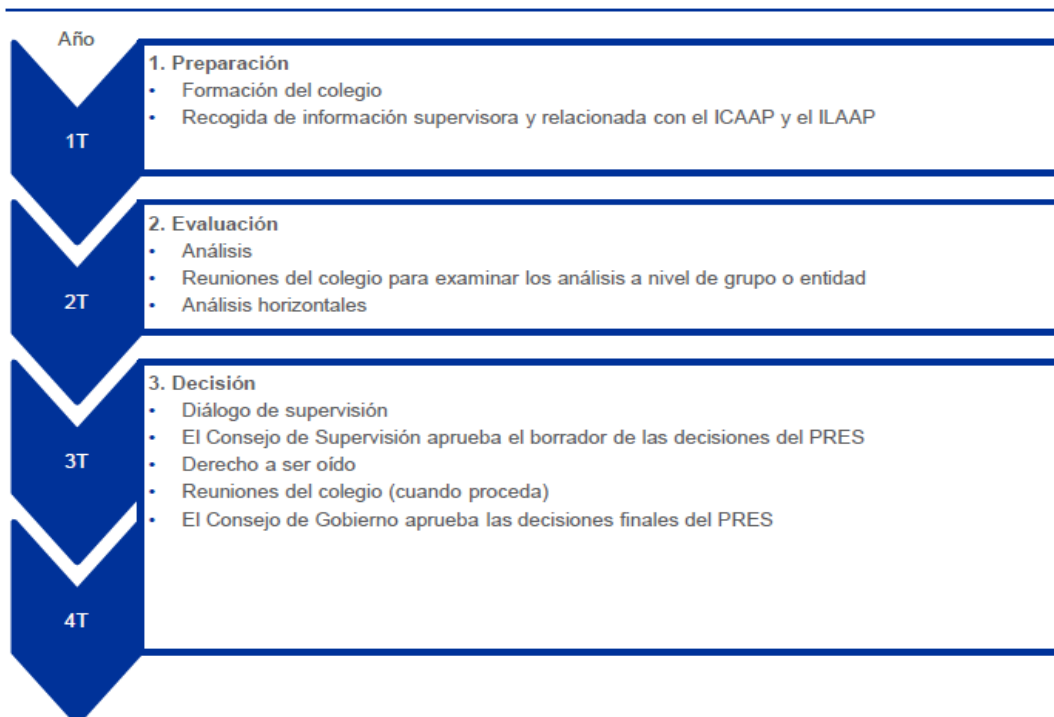 Año
1T
1. Preparación
• Formación del colegio
• Recogida de información supervisora y relacionada con el ICAAP y el ILAAP
2T
2. Evaluación
• Análisis
• Reuniones del colegio para examinar los análisis a nivel de grupo o entidad
• Análisis horizontales
3T
3. Decisión
• Diálogo de supervisión
• El Consejo de Supervisión aprueba el borrador de las decisiones del PRES
• Derecho a ser oído
• Reuniones del colegio (cuando proceda)
• El Consejo de Gobierno aprueba las decisiones finales del PRES
4T